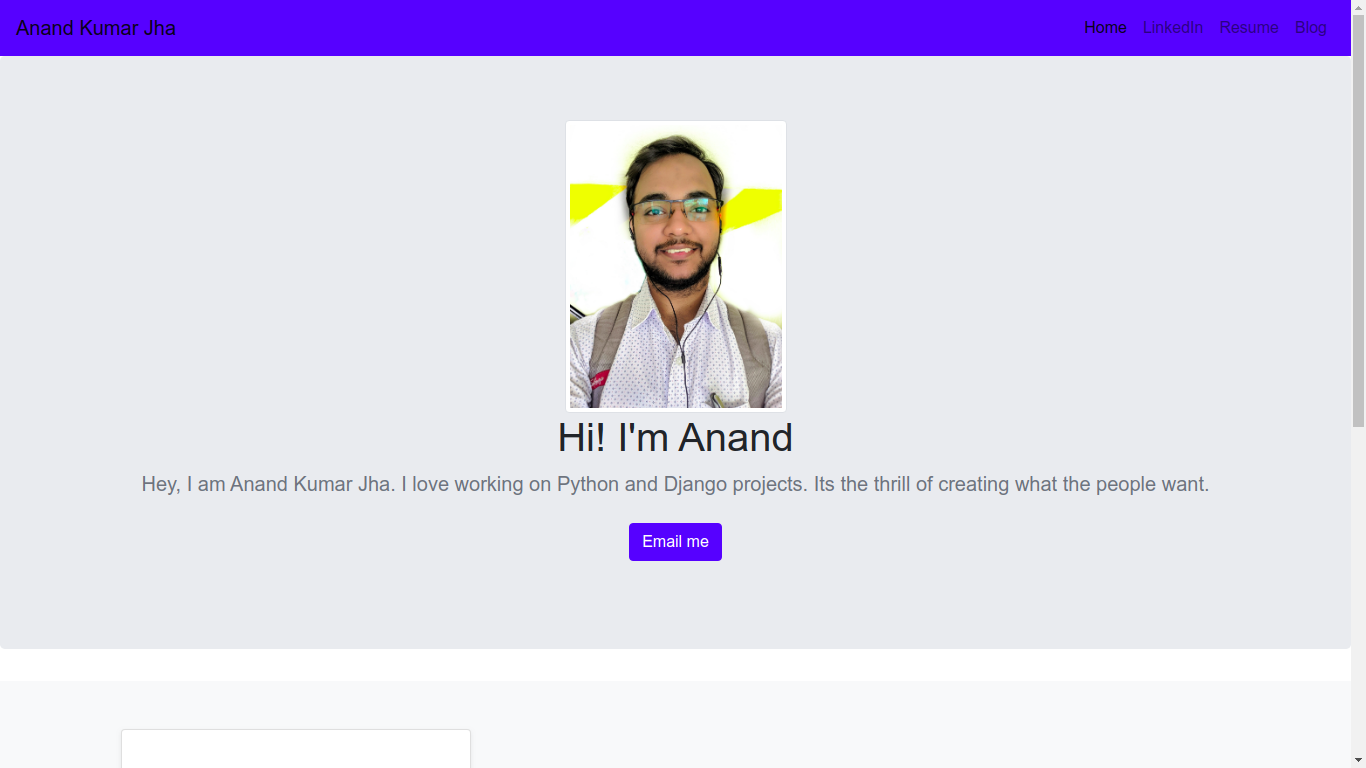 Anand Kumar Jha
Home LinkedIn Resume Blog
Hi! I'm Anand
Hey, I am Anand Kumar Jha. I love working on Python and Django projects. Its the thrill of creating what the people want.
Email me